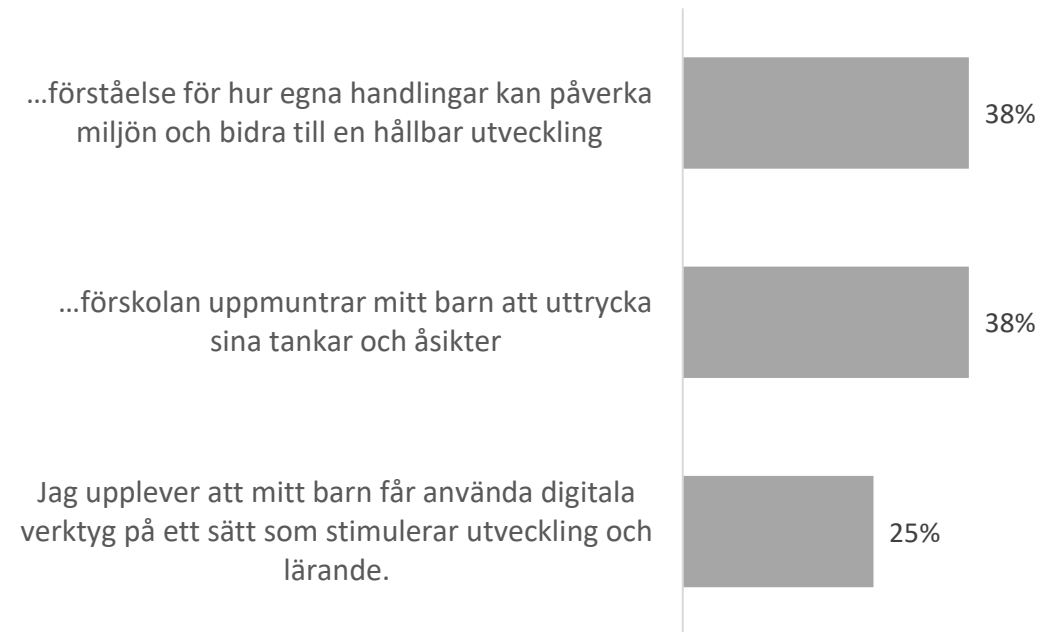 …förståelse för hur egna handlingar kan påverka
miljön och bidra till en hållbar utveckling
38%
…förskolan uppmuntrar mitt barn att uttrycka
sina tankar och åsikter
38%
Jag upplever att mitt barn får använda digitala
verktyg på ett sätt som stimulerar utveckling och
lärande.
25%